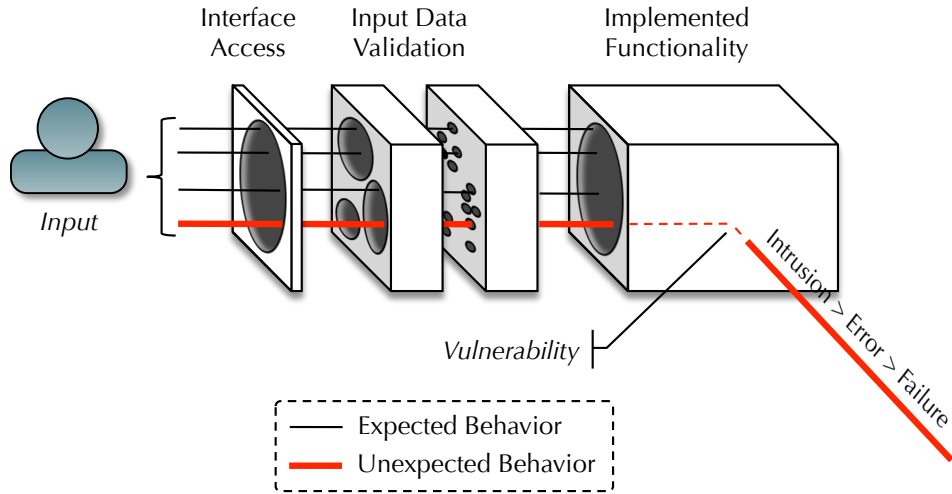 Interface
Access
Input Data
Validation
Implemented
Functionality
Input
Vulnerability
Intrusion > Error > Failure
Expected Behavior
Unexpected Behavior